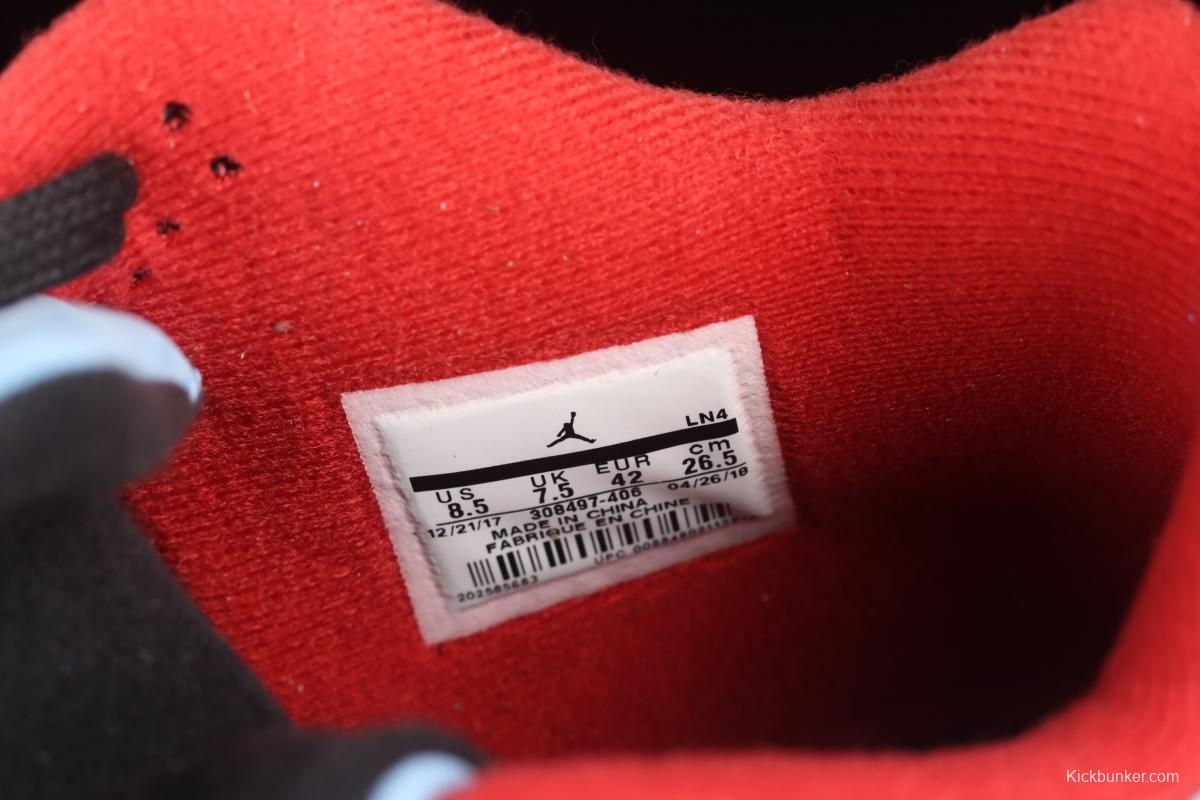 LN4
US UK EUR cm
8.5 7.5 42 26.5
12/21/17 308497-406 04/26/18
MADE IN CHINA
FABRIQUE EN CHINE
UPC
202585683
Kickbunker.com